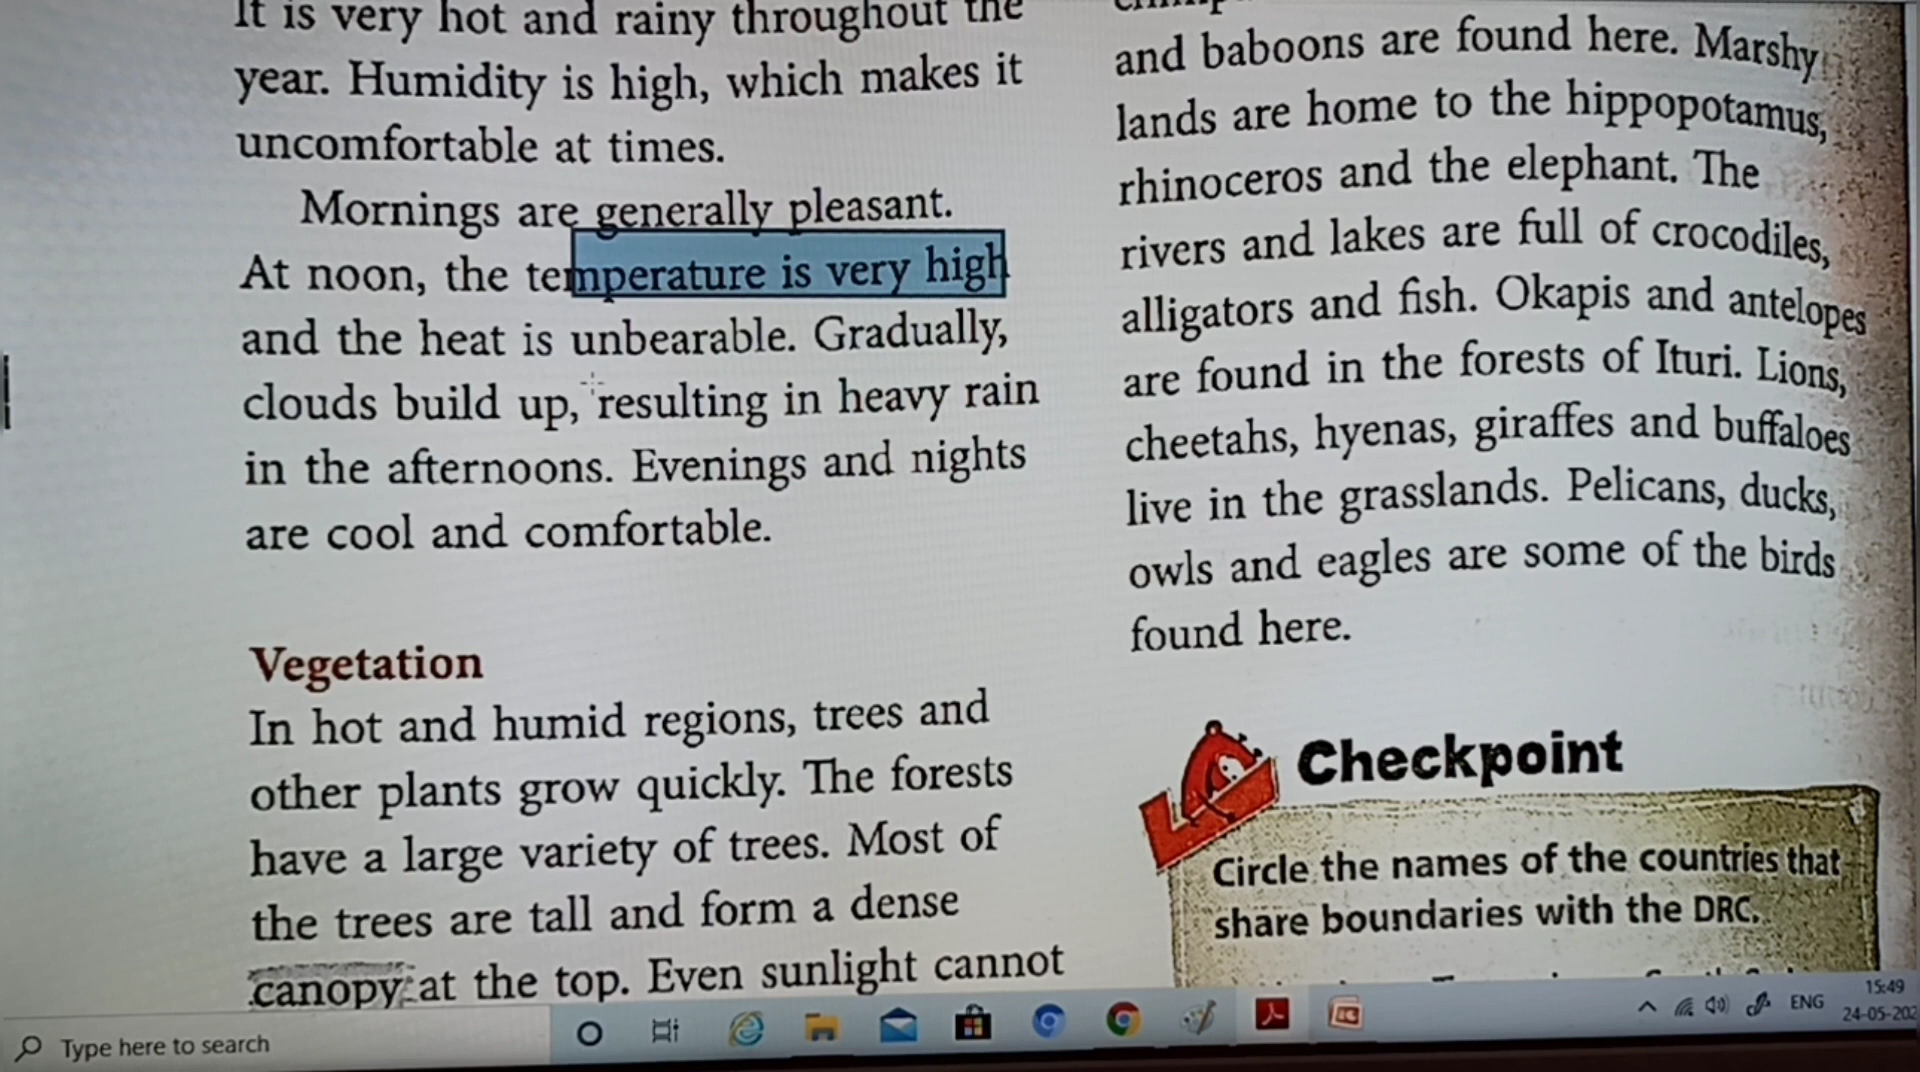 It is very hot and rainy throughout the
year. Humidity is high, which makes it
uncomfortable at times.
Mornings are generally pleasant.
At noon, the temperature is very high
and the heat is unbearable. Gradually,
clouds build up, resulting in heavy rain
in the afternoons. Evenings and nights
are cool and comfortable.
Vegetation
In hot and humid regions, trees and
other plants grow quickly. The forests
have a large variety of trees. Most of
the trees are tall and form a dense
canopy at the top. Even sunlight cannot
and baboons are found here. Marshy
lands are home to the hippopotamus,
rhinoceros and the elephant. The
rivers and lakes are full of crocodiles,
alligators and fish. Okapis and antelopes
are found in the forests of Ituri. Lions,
cheetahs, hyenas, giraffes and buffaloes
live in the grasslands. Pelicans, ducks,
owls and eagles are some of the birds
found here.
Checkpoint
Circle the names of the countries that
share boundaries with the DRC.
Type here to search
ENG
15:49
24-05-202